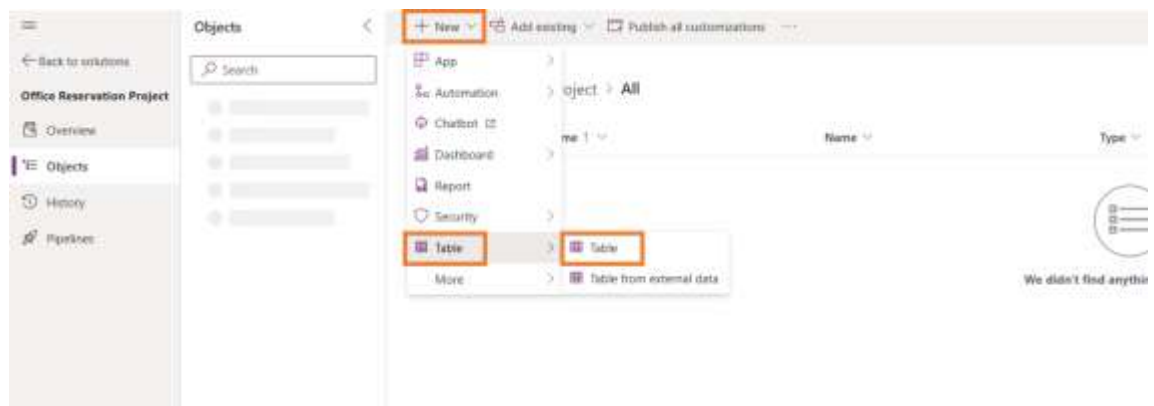 Objects
+ New
Add existing
Publish all customizations
...
← Back to solutions
Search
Office Reservation Project
Overview
Objects
History
Pipelines
App
Automation
Chatbot
Dashboard
Report
Security
Table
More
Table
Table from external data
oject > All
me ↑
Name
Type
We didn't find anythin